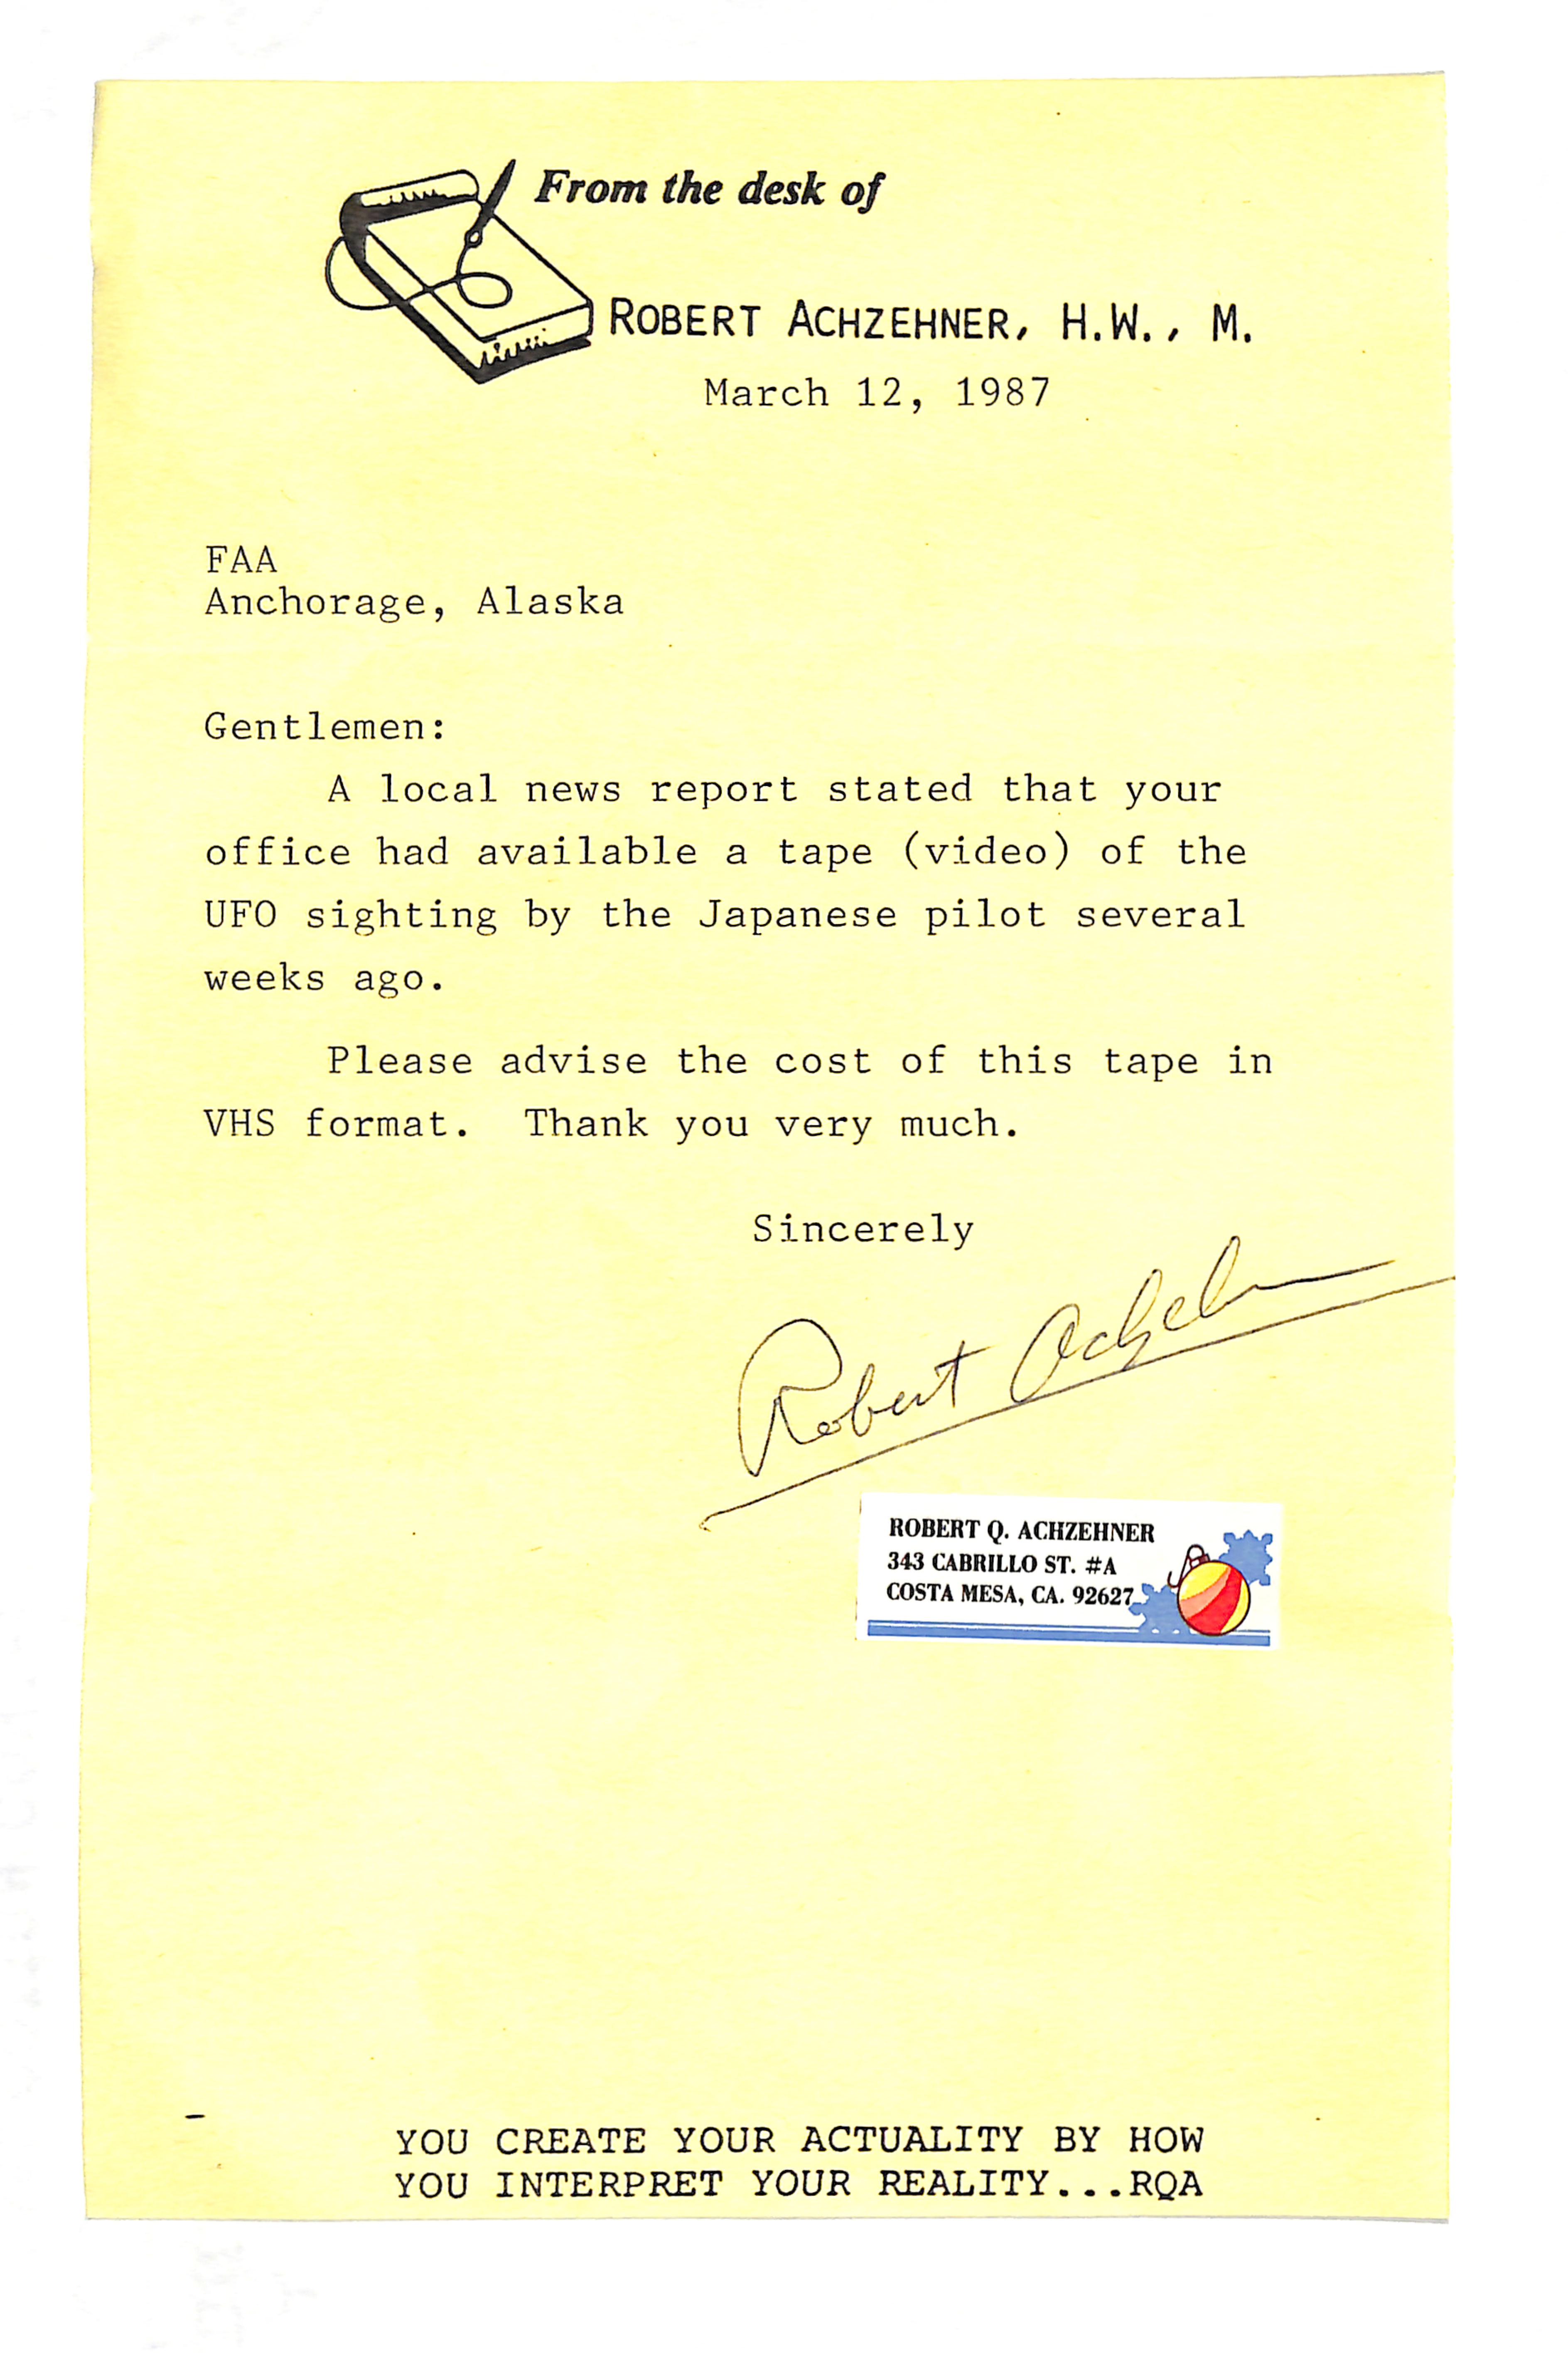 From the desk of
ROBERT ACHZEHNER, H.W., M.
March 12, 1987
FAA
Anchorage, Alaska
Gentlemen:
A local news report stated that your
office had available a tape (video) of the
UFO sighting by the Japanese pilot several
weeks ago.
Please advise the cost of this tape in
VHS format. Thank you very much.
Sincerely
Robert Achzehner
ROBERT Q. ACHZEHNER
343 CABRILLO ST. #A
COSTA MESA, CA. 92627
YOU CREATE YOUR ACTUALITY BY HOW
YOU INTERPRET YOUR REALITY...RQA